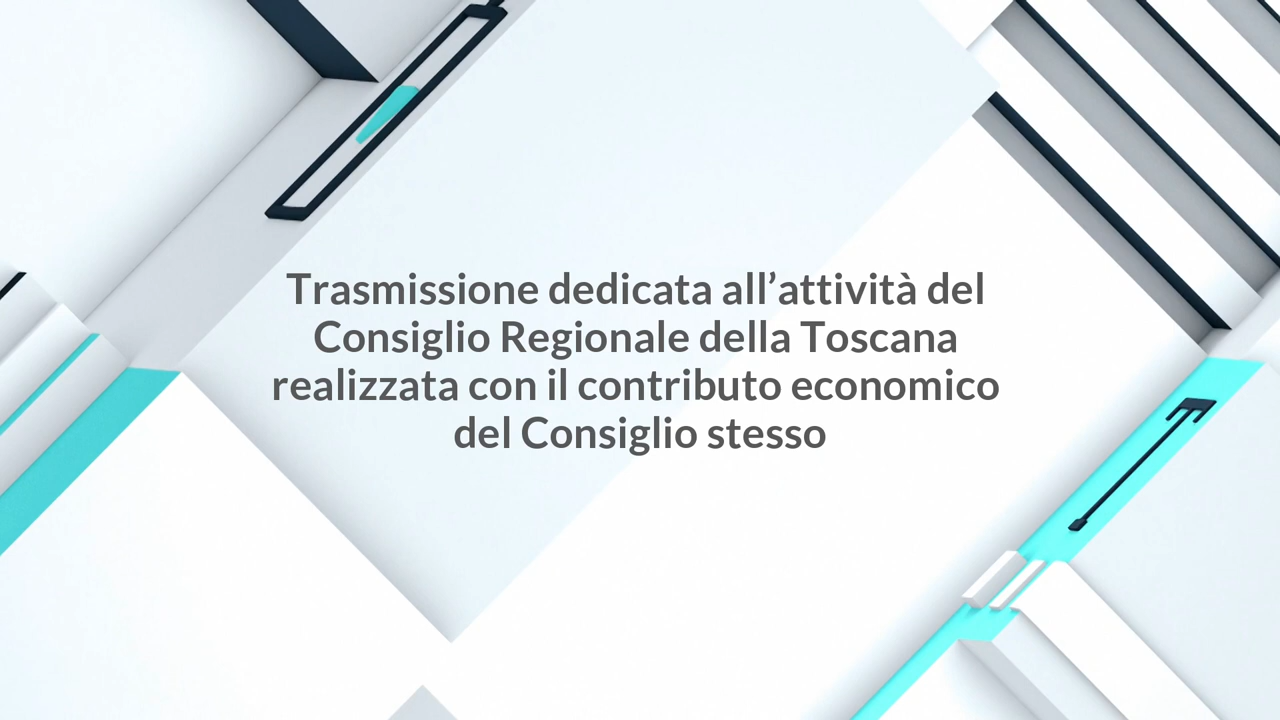 Trasmissione dedicata all’attività del
Consiglio Regionale della Toscana
realizzata con il contributo economico
del Consiglio stesso